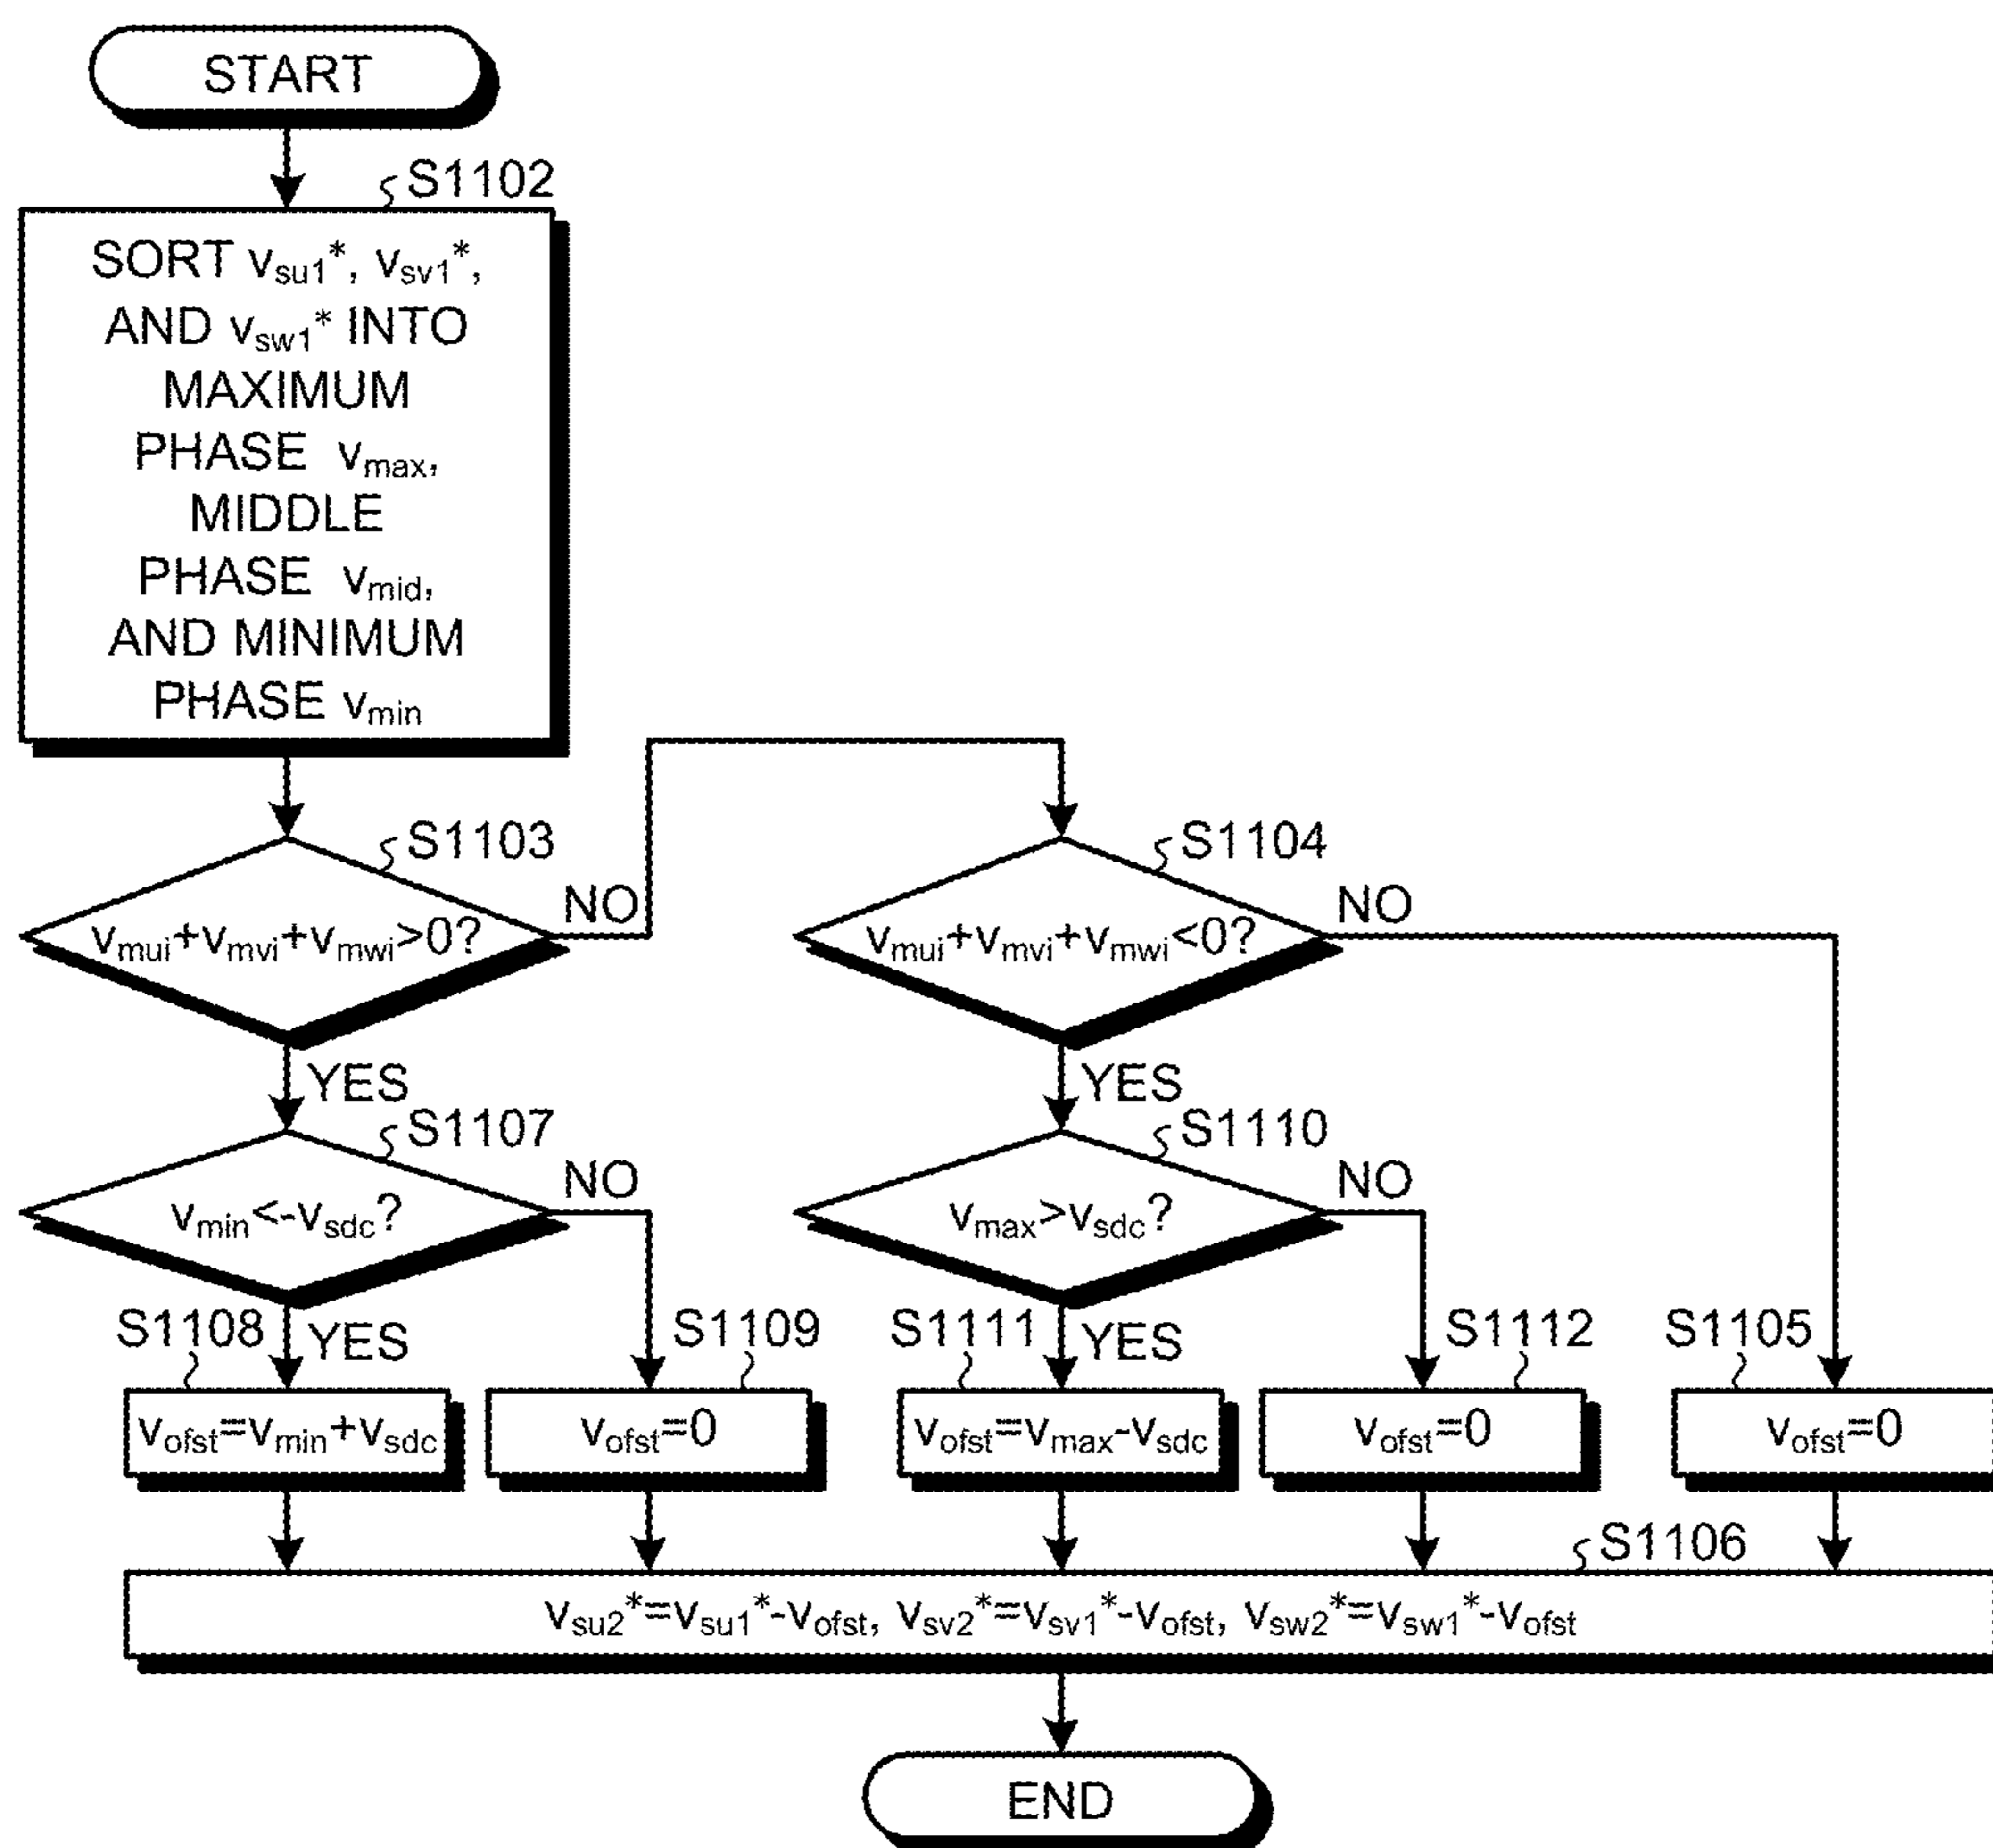 START
S1102
SORT vsu1*, vsv1*,
AND vsw1* INTO
MAXIMUM
PHASE vmax,
MIDDLE
PHASE vmid,
AND MINIMUM
PHASE vmin
S1103
vmui+vmvi+vmwi>0?
NO
S1104
vmui+vmvi+vmwi<0?
NO
YES
YES
S1107
vmin<-vsdc?
NO
S1110
vmax>vsdc?
NO
S1108
YES
S1109
S1111
YES
S1112
S1105
vofst=vmin+vsdc
vofst=0
vofst=vmax-vsdc
vofst=0
vofst=0
S1106
vsu2*=vsu1*-vofst, vsv2*=vsv1*-vofst, vsw2*=vsw1*-vofst
END